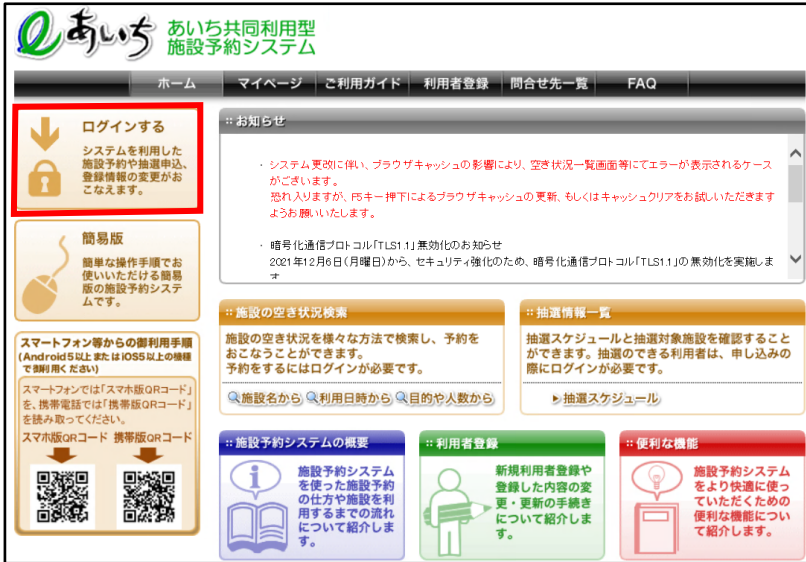 あいち
あいち共同利用型
施設予約システム
ホーム
マイページ
ご利用ガイド
利用者登録
問合せ先一覧
FAQ
ログインする
システムを利用した
施設予約や抽選申込、
登録情報の変更がお
こなえます。
簡易版
簡単な操作手順でお
使いいただける簡易
版の施設予約システ
ムです。
スマートフォン等からの御利用手順
(Android5以上またはiOS5以上の機種
で御利用ください)
スマートフォンでは「スマホ版QRコード」
を、携帯電話では「携帯版QRコード」
を読み取ってください。
スマホ版QRコード 携帯版QRコード
お知らせ
・ システム更改に伴い、ブラウザキャッシュの影響により、空き状況一覧画面等にてエラーが表示されるケース
がございます。
恐れ入りますが、F5キー押下によるブラウザキャッシュの更新、もしくはキャッシュクリアをお試しいただきます
ようお願いいたします。
・ 暗号化通信プロトコル「TLS1.1」無効化のお知らせ
2021年12月6日(月曜日)から、セキュリティ強化のため、暗号化通信プロトコル「TLS1.1」の無効化を実施しま
す
施設の空き状況検索
施設の空き状況を様々な方法で検索し、予約を
おこなうことができます。
予約をするにはログインが必要です。
施設名から 利用日時から 目的や人数から
抽選情報一覧
抽選スケジュールと抽選対象施設を確認すること
ができます。抽選のできる利用者は、申し込みの
際にログインが必要です。
抽選スケジュール
施設予約システムの概要
施設予約システム
を使った施設予約
の仕方や施設を利
用するまでの流れ
について紹介しま
す。
利用者登録
新規利用者登録や
登録した内容の変
更・更新の手続き
について紹介しま
す。
便利な機能
施設予約システム
をより快適に使っ
ていただくための
便利な機能につい
て紹介します。